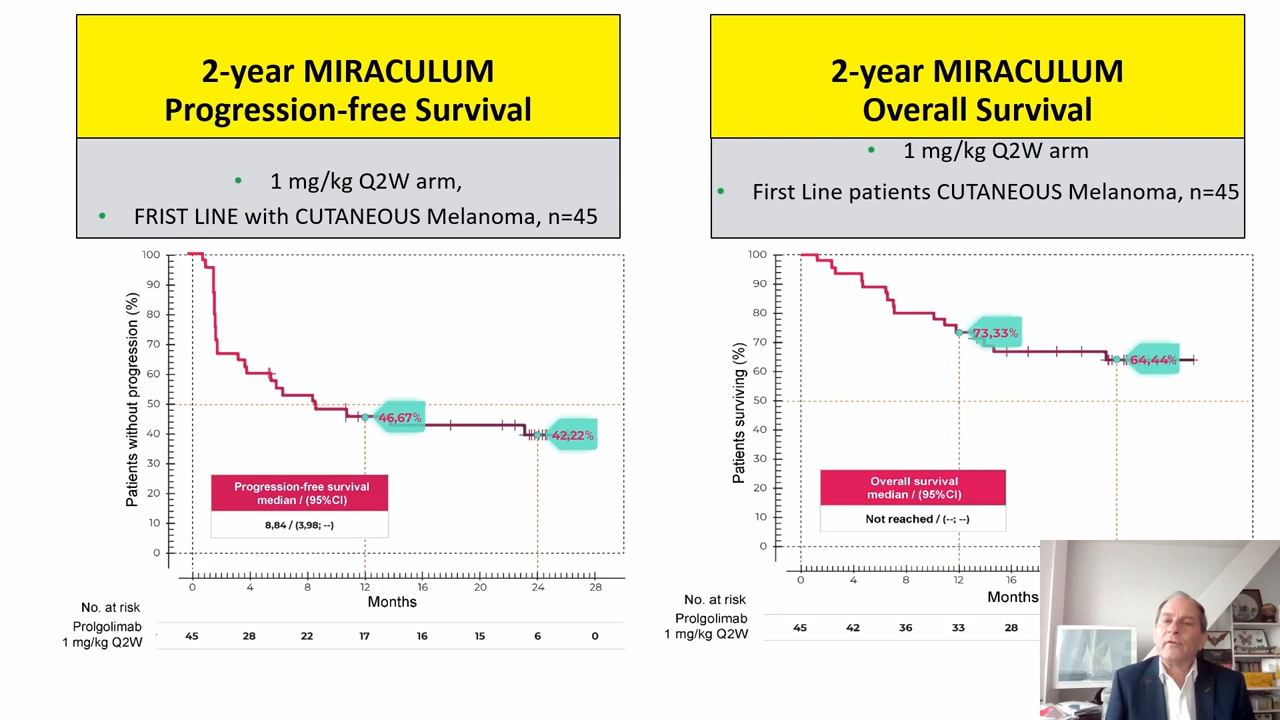 2-year MIRACULUM
Progression-free Survival
• 1 mg/kg Q2W arm,
• FRIST LINE with CUTANEOUS Melanoma, n=45
Patients without progression (%)
100
90
80
70
60
50
40
30
20
10
0
46,67%
42,22%
Progression-free survival
median / (95%CI)
8,84 / (3,98; --)
0 4 8 12 16 20 24 28
Months
No. at risk
Prolgolimab
1 mg/kg Q2W
45 28 22 17 16 15 6 0
2-year MIRACULUM
Overall Survival
• 1 mg/kg Q2W arm
• First Line patients CUTANEOUS Melanoma, n=45
Patients surviving (%)
100
90
80
70
60
50
40
30
20
10
0
73,33%
64,44%
Overall survival
median / (95%CI)
Not reached / (--; --)
0 4 8 12 16
Months
No. at risk
Prolgolimab
1 mg/kg Q2W
45 42 36 33 28